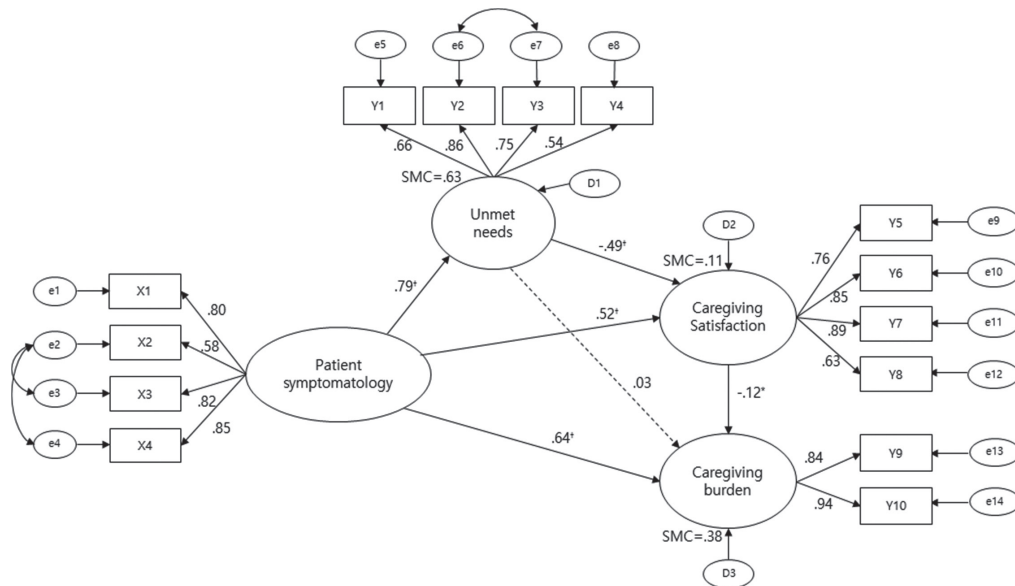 e5
e6
e7
e8
Y1
Y2
Y3
Y4
.66
.86
.75
.54
SMC=.63
D1
Unmet
needs
D2
SMC=.11
-.49†
.79†
Caregiving
Satisfaction
.52†
.76
.85
.89
.63
Y5
e9
Y6
e10
Y7
e11
Y8
e12
e1
X1
.80
e2
X2
.58
e3
X3
.82
e4
X4
.85
Patient
symptomatology
.03
-.12*
.64†
Caregiving
burden
.84
.94
Y9
e13
Y10
e14
SMC=.38
D3